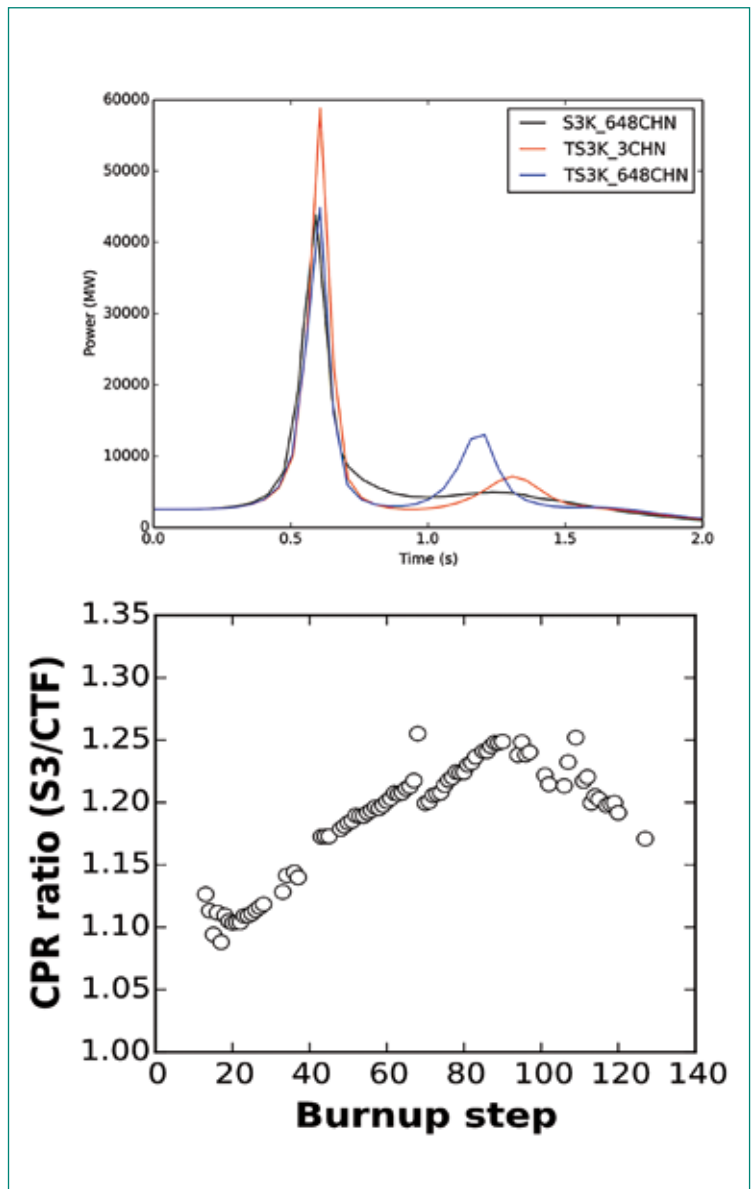 60000
50000
40000
30000
20000
10000
0
Power (MW)
S3K_648CHN
TS3K_3CHN
TS3K_648CHN
0.0 0.5 1.0 1.5 2.0
Time (s)
1.35
1.30
1.25
1.20
1.15
1.10
1.05
1.00
CPR ratio (S3/CTF)
0 20 40 60 80 100 120 140
Burnup step